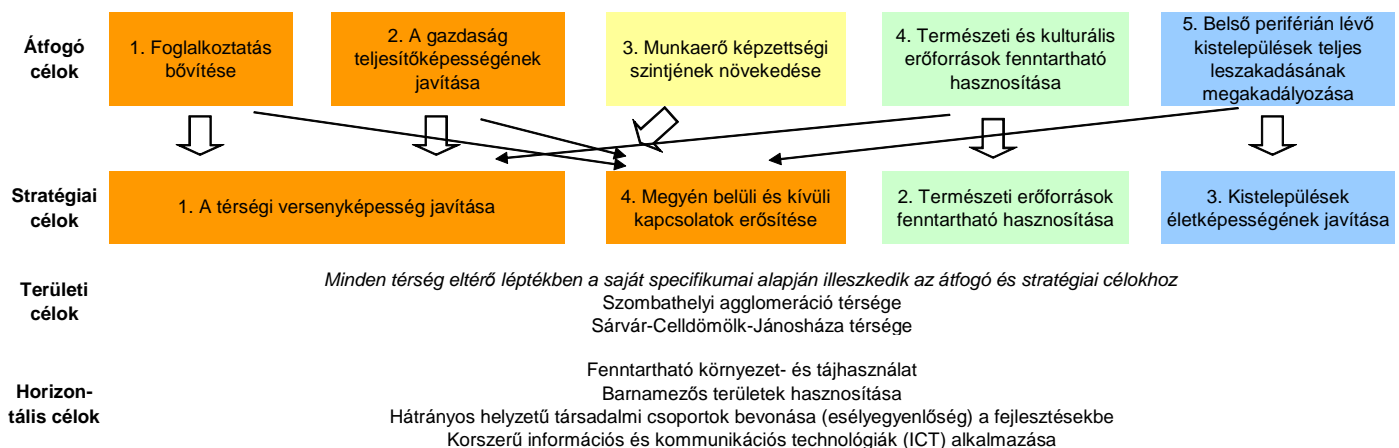 Átfogó
célok
1. Foglalkoztatás
bővítése
2. A gazdaság
teljesítőképességének
javítása
3. Munkaerő képzettségi
szintjének növekedése
4. Természeti és kulturális
erőforrások fenntartható
hasznosítása
5. Belső periférián lévő
kistelepülések teljes
leszakadásának
megakadályozása
Stratégiai
célok
1. A térségi versenyképesség javítása
4. Megyén belüli és kívüli
kapcsolatok erősítése
2. Természeti erőforrások
fenntartható hasznosítása
3. Kistelepülések
életképességének javítása
Területi
célok
Minden térség eltérő léptékben a saját specifikumai alapján illeszkedik az átfogó és stratégiai célokhoz
Szombathelyi agglomeráció térsége
Sárvár-Celldömölk-Jánosháza térsége
Horizon-
tális célok
Fenntartható környezet- és tájhasználat
Barnamezős területek hasznosítása
Hátrányos helyzetű társadalmi csoportok bevonása (esélyegyenlőség) a fejlesztésekbe
Korszerű információs és kommunikációs technológiák (ICT) alkalmazása